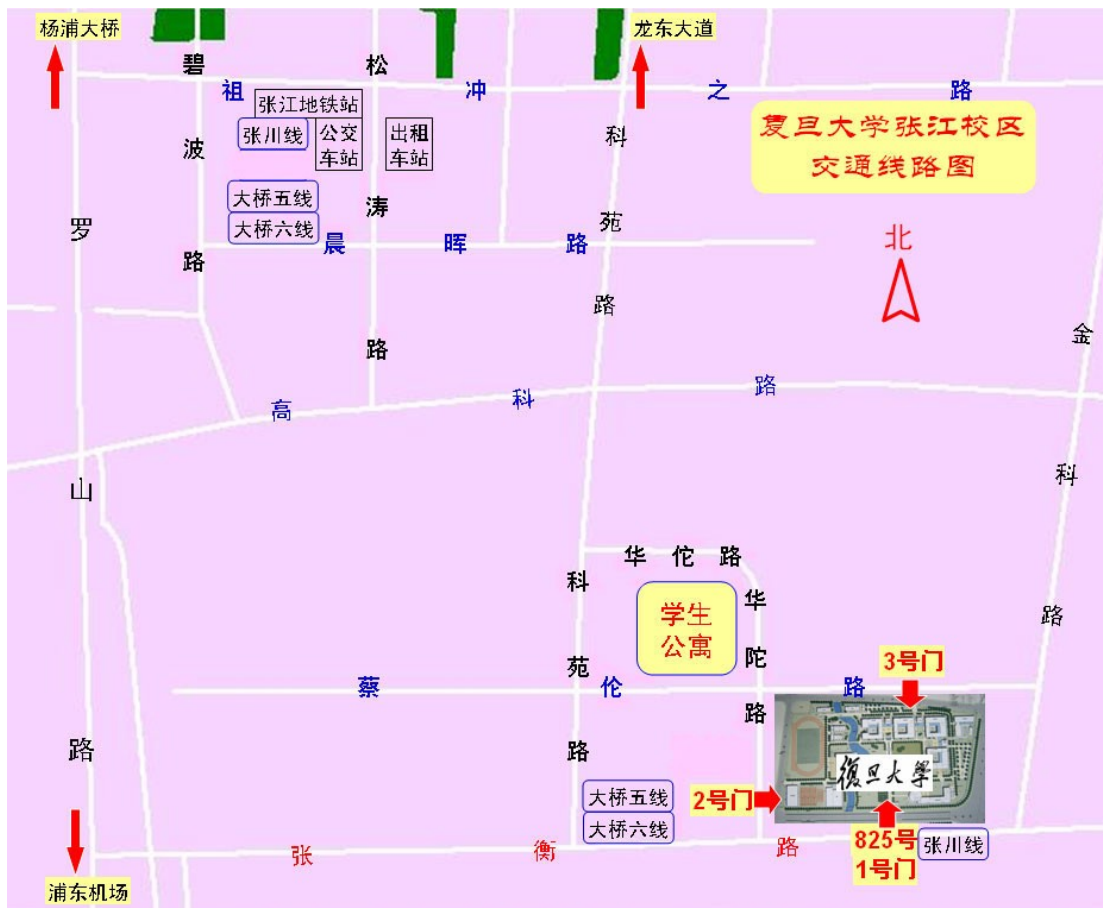 杨浦大桥
龙东大道
碧波路
松涛路
祖冲之路
张江地铁站
张川线
公交
车站
出租
车站
科苑路
复旦大学张江校区
交通线路图
大桥五线
大桥六线
罗山路
晨晖路
北
金科路
高科路
华佗路
科苑路
学生
公寓
华陀路
3号门
蔡伦路
復旦大學
大桥五线
大桥六线
2号门
825号
1号门
张川线
张衡路
浦东机场